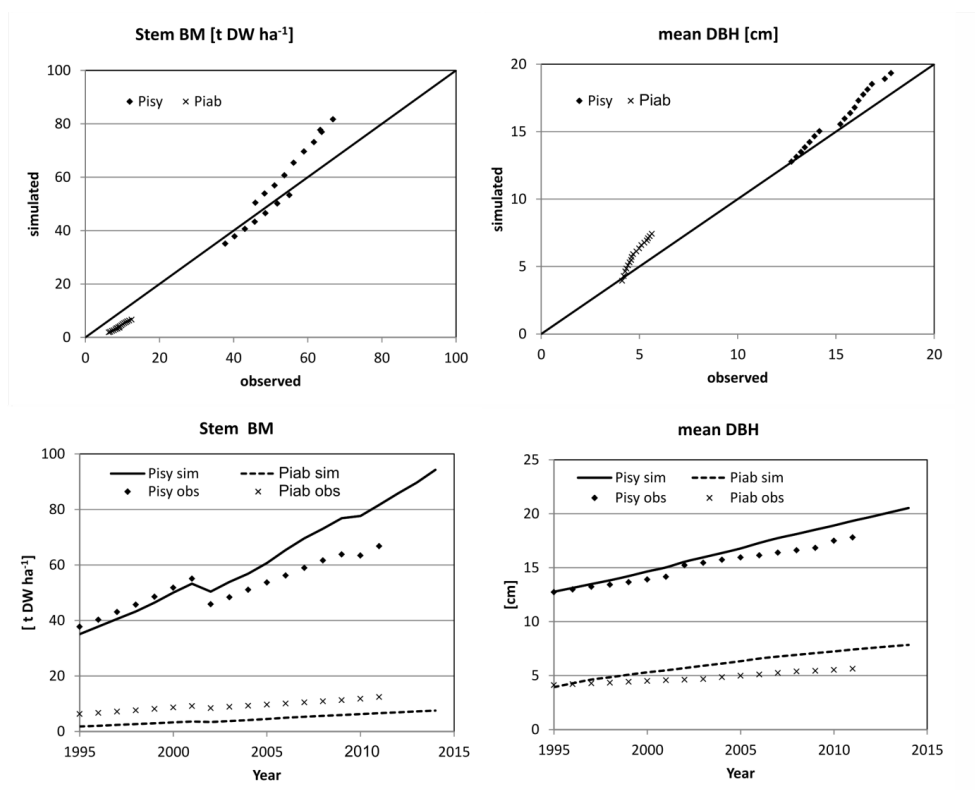 Stem BM [t DW ha⁻¹]
100
80
60
40
20
0
simulated
Pisy Piab
0 20 40 60 80 100
observed
mean DBH [cm]
20
15
10
5
0
simulated
Pisy Piab
0 5 10 15 20
observed
Stem BM
100
80
60
40
20
0
[ t DW ha⁻¹]
Pisy sim Piab sim
Pisy obs Piab obs
1995 2000 2005 2010 2015
Year
mean DBH
25
20
15
10
5
0
[cm]
Pisy sim Piab sim
Pisy obs Piab obs
1995 2000 2005 2010 2015
Year